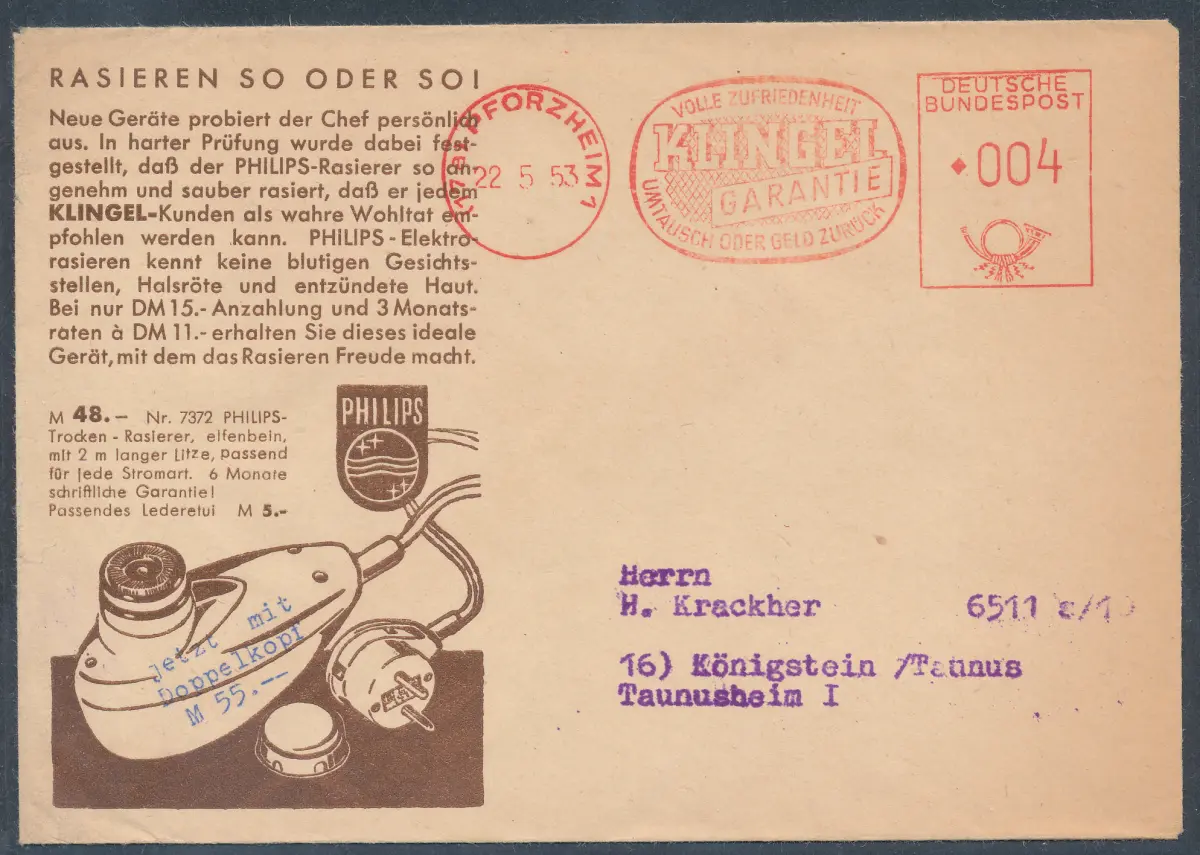 RASIEREN SO ODER SO!
Neue Geräte probiert der Chef persönlich
aus. In harter Prüfung wurde dabei fest-
gestellt, daß der PHILIPS-Rasierer so an-
genehm und sauber rasiert, daß er jedem
KLINGEL-Kunden als wahre Wohltat em-
pfohlen werden kann. PHILIPS-Elektro-
rasieren kennt keine blutigen Gesichts-
stellen, Halsröte und entzündete Haut.
Bei nur DM 15.- Anzahlung und 3 Monats-
raten à DM 11.- erhalten Sie dieses ideale
Gerät, mit dem das Rasieren Freude macht.
M 48.— Nr. 7372 PHILIPS-
Trocken-Rasierer, elfenbein,
mit 2 m langer Litze, passend
für jede Stromart. 6 Monate
schriftliche Garantie!
Passendes Lederetui M 5.-
PHILIPS
jetzt mit
Doppelkopf
M 55.--
PFORZHEIM 1
22 5 53
VOLLE ZUFRIEDENHEIT
KLINGEL
GARANTIE
UMTAUSCH ODER GELD ZURÜCK
DEUTSCHE
BUNDESPOST
004
Herrn
H. Krackher 6511
16) Königstein /Taunus
Taunusheim I